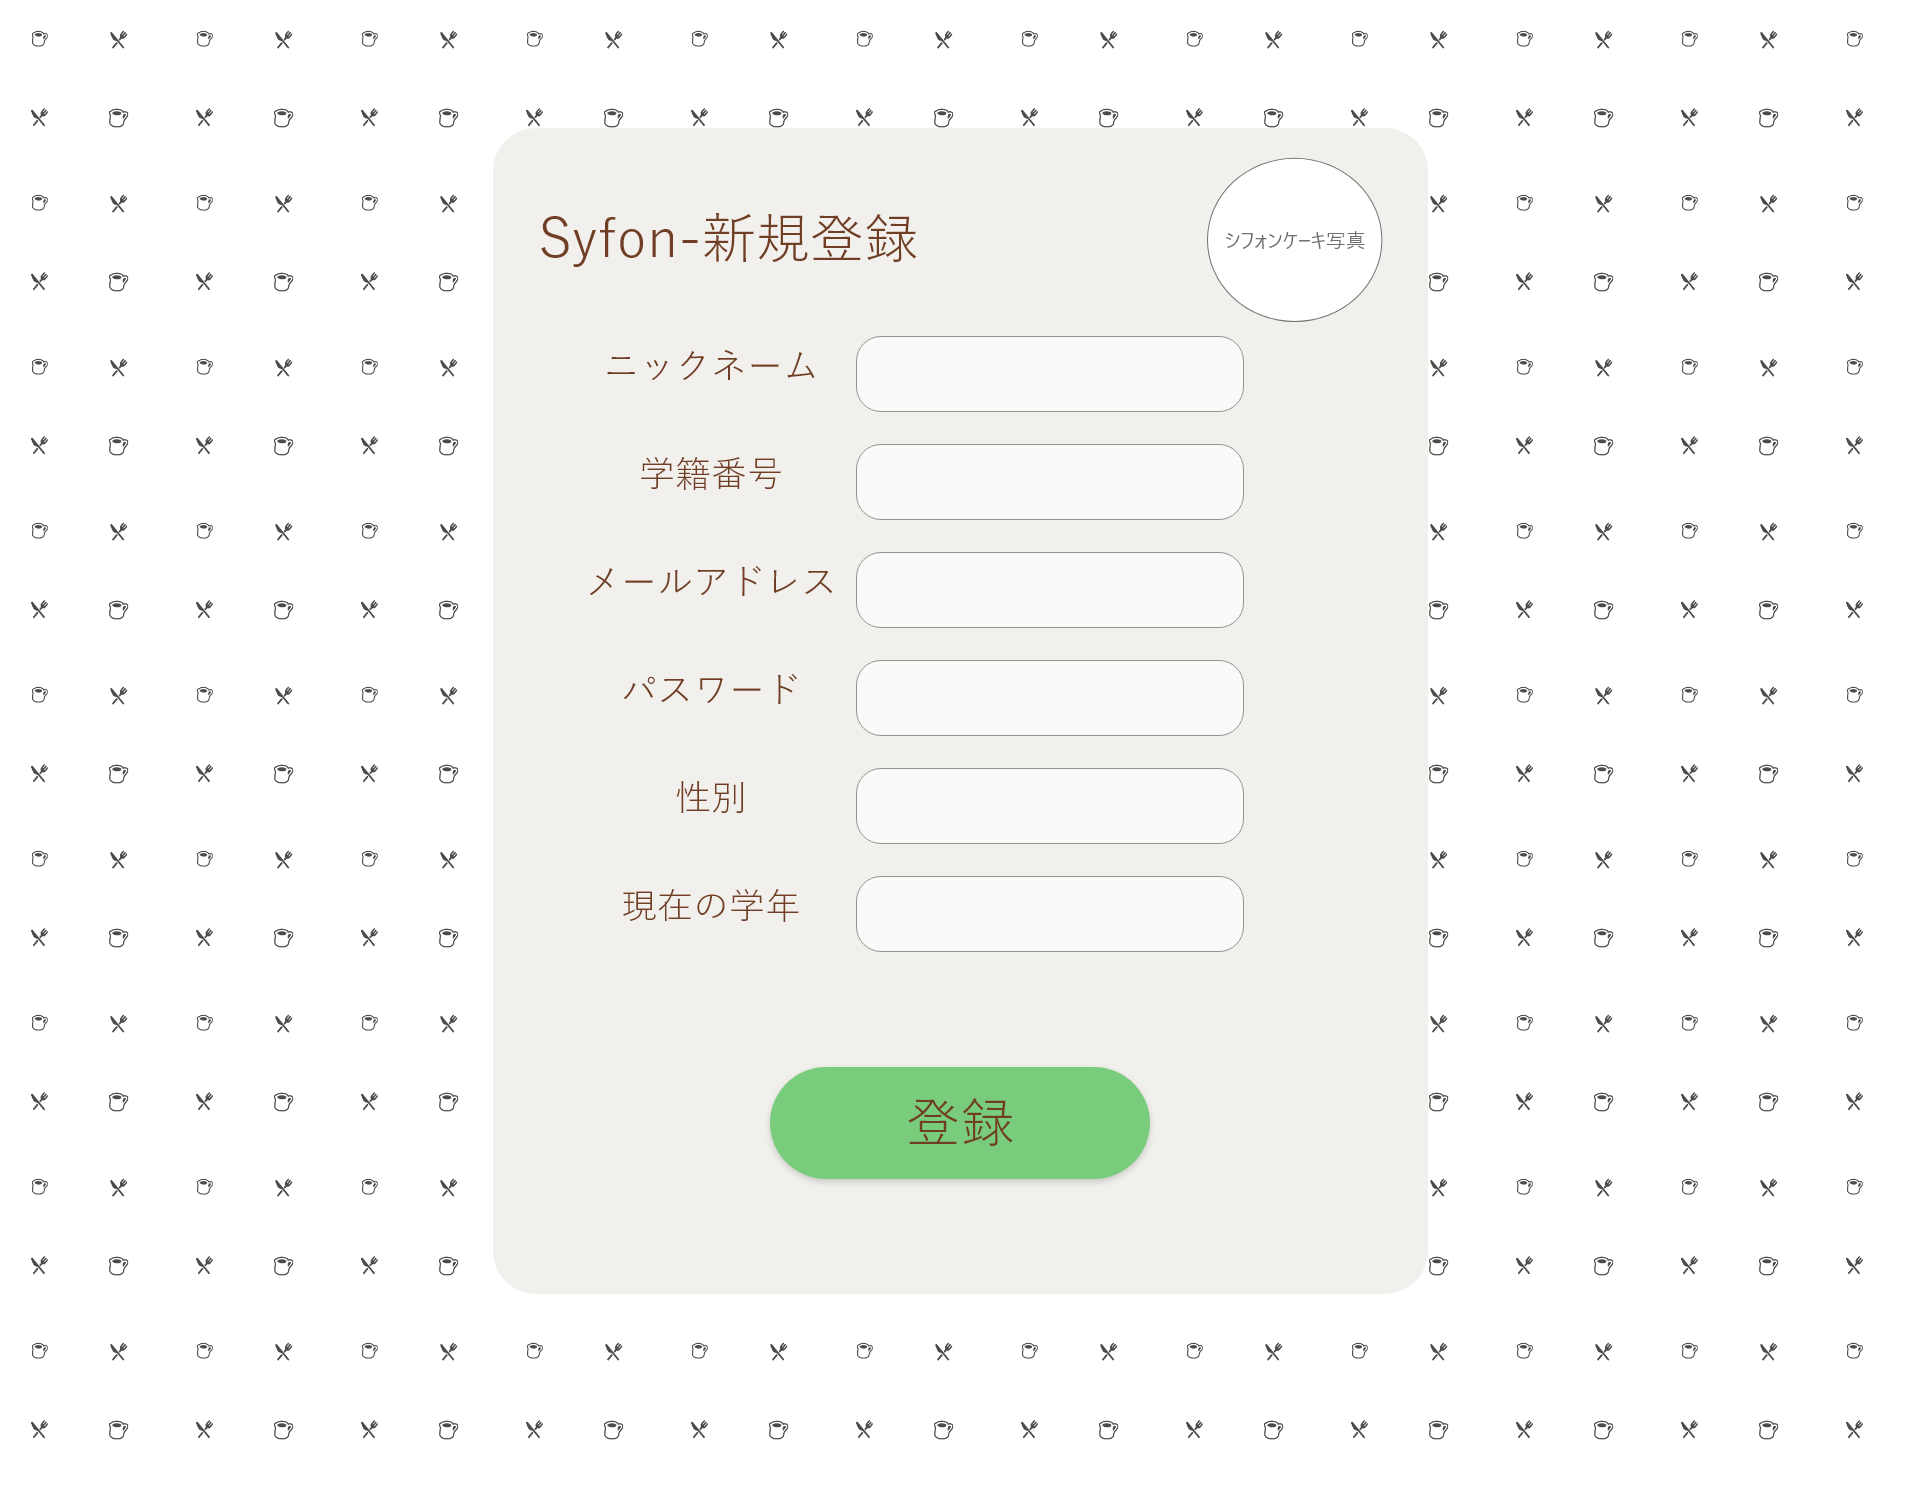 Syfon-新規登録
シフォンケーキ写真
ニックネーム
学籍番号
メールアドレス
パスワード
性別
現在の学年
登録